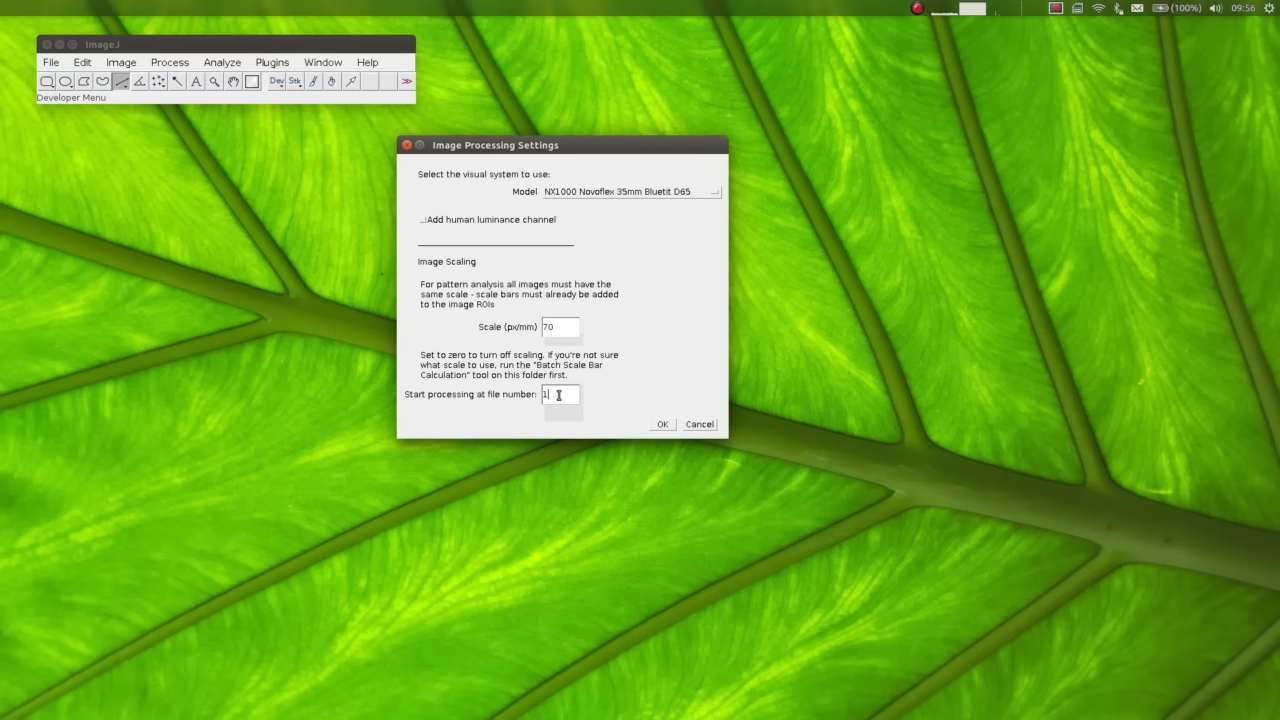 (100%) 09:56
ImageJ
File Edit Image Process Analyze Plugins Window Help
A Dev Stk
Developer Menu
Image Processing Settings
Select the visual system to use:
Model NX1000 Novoflex 35mm Bluetit D65
Add human luminance channel
Image Scaling
For pattern analysis all images must have the
same scale - scale bars must already be added
to the image ROIs
Scale (px/mm) 70
Set to zero to turn off scaling. If you're not sure
what scale to use, run the "Batch Scale Bar
Calculation" tool on this folder first.
Start processing at file number: 1
OK Cancel